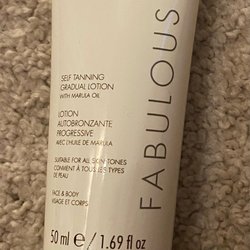 FABULOUS
SELF TANNING
GRADUAL LOTION
WITH MARULA OIL
LOTION
AUTOBRONZANTE
PROGRESSIVE
AVEC L'HUILE DE MARULA
SUITABLE FOR ALL SKIN TONES
CONVIENT À TOUS LES TYPES
DE PEAU
FACE & BODY
VISAGE ET CORPS
50 ml e / 1.69 fl oz